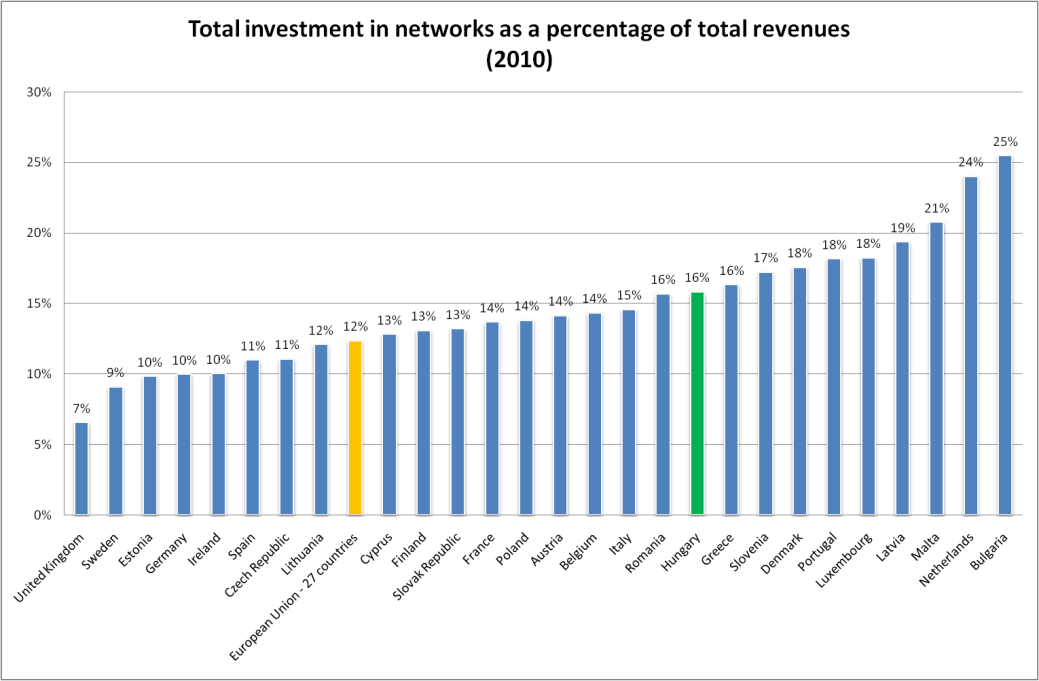 Total investment in networks as a percentage of total revenues
(2010)
30%
25%
20%
15%
10%
5%
0%
7%
9%
10%
10%
10%
11%
11%
12%
12%
13%
13%
13%
14%
14%
14%
14%
15%
16%
16%
16%
17%
18%
18%
18%
19%
21%
24%
25%
United Kingdom
Sweden
Estonia
Germany
Ireland
Spain
Czech Republic
Lithuania
European Union - 27 countries
Cyprus
Finland
Slovak Republic
France
Poland
Austria
Belgium
Italy
Romania
Hungary
Greece
Slovenia
Denmark
Portugal
Luxembourg
Latvia
Malta
Netherlands
Bulgaria